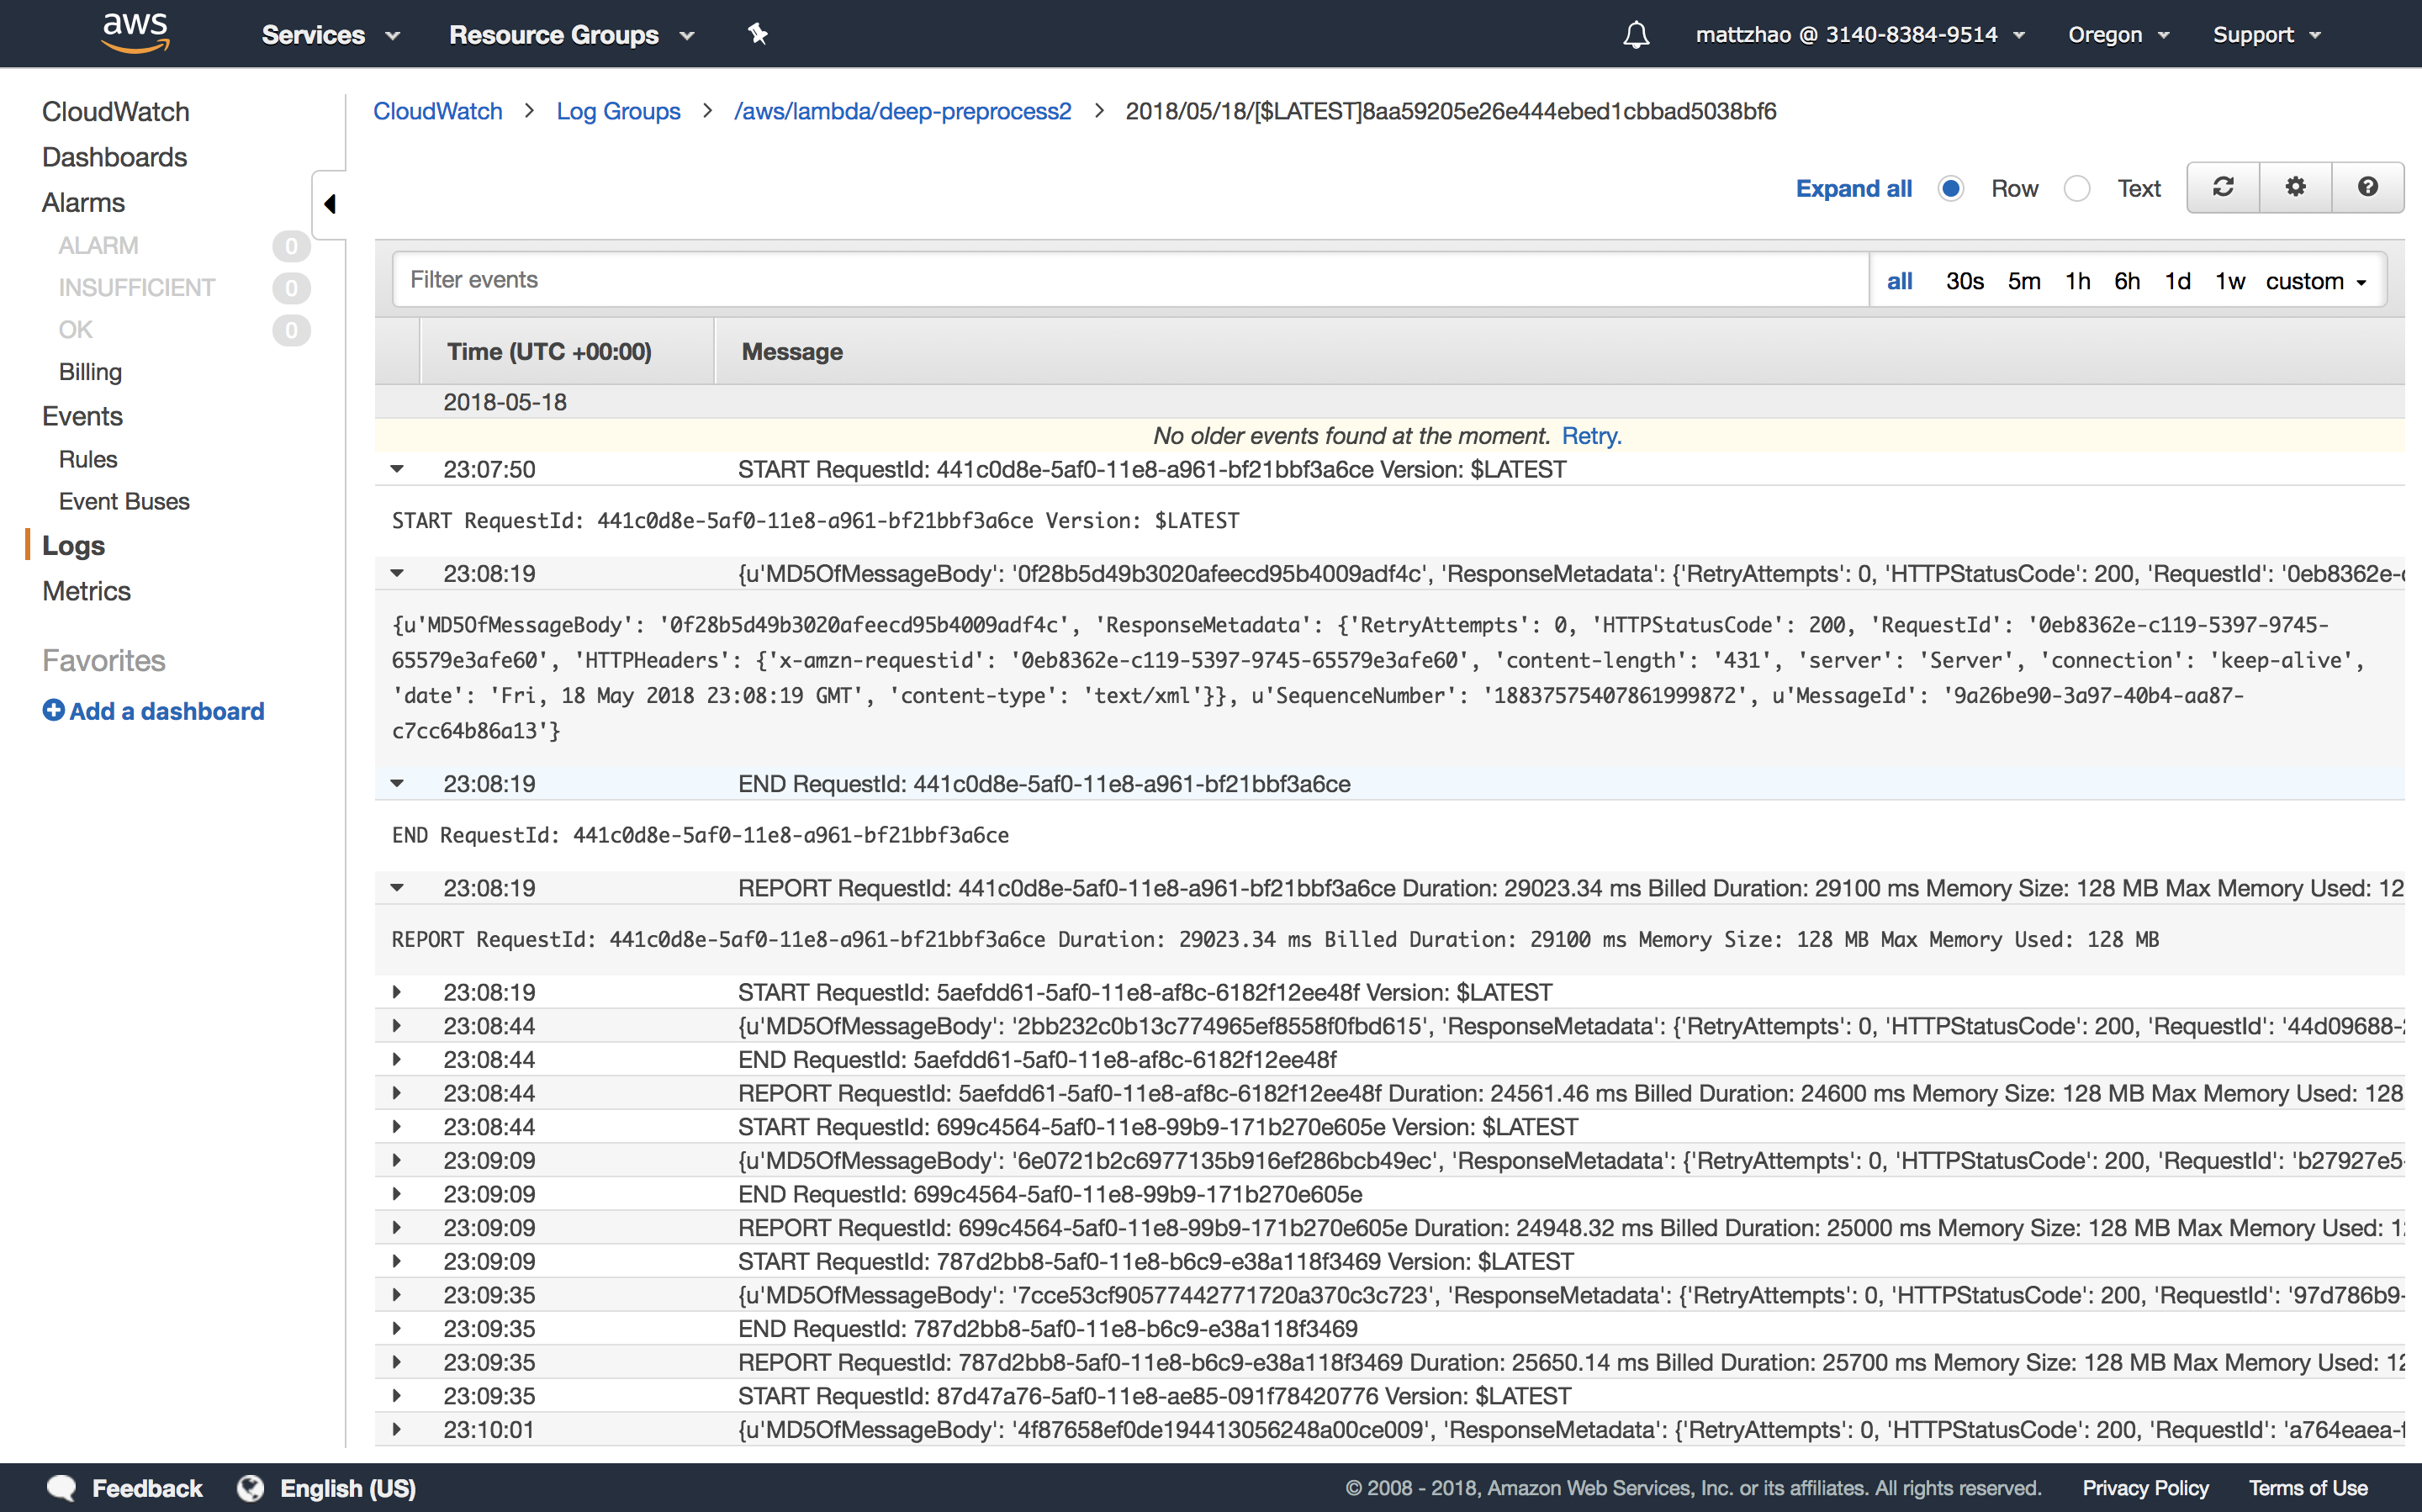 aws Services Resource Groups mattzhao @ 3140-8384-9514 Oregon Support
CloudWatch
Dashboards
Alarms
ALARM 0
INSUFFICIENT 0
OK 0
Billing
Events
Rules
Event Buses
Logs
Metrics
Favorites
Add a dashboard
CloudWatch > Log Groups > /aws/lambda/deep-preprocess2 > 2018/05/18/[$LATEST]8aa59205e26e444ebed1cbbad5038bf6
Expand all Row Text
Filter events all 30s 5m 1h 6h 1d 1w custom
Time (UTC +00:00) Message
2018-05-18
No older events found at the moment. Retry.
23:07:50 START RequestId: 441c0d8e-5af0-11e8-a961-bf21bbf3a6ce Version: $LATEST
START RequestId: 441c0d8e-5af0-11e8-a961-bf21bbf3a6ce Version: $LATEST
23:08:19 {u'MD5OfMessageBody': '0f28b5d49b3020afeecd95b4009adf4c', 'ResponseMetadata': {'RetryAttempts': 0, 'HTTPStatusCode': 200, 'RequestId': '0eb8362e-
{u'MD5OfMessageBody': '0f28b5d49b3020afeecd95b4009adf4c', 'ResponseMetadata': {'RetryAttempts': 0, 'HTTPStatusCode': 200, 'RequestId': '0eb8362e-c119-5397-9745-
65579e3afe60', 'HTTPHeaders': {'x-amzn-requestid': '0eb8362e-c119-5397-9745-65579e3afe60', 'content-length': '431', 'server': 'Server', 'connection': 'keep-alive',
'date': 'Fri, 18 May 2018 23:08:19 GMT', 'content-type': 'text/xml'}}, u'SequenceNumber': '18837575407861999872', u'MessageId': '9a26be90-3a97-40b4-aa87-
c7cc64b86a13'}
23:08:19 END RequestId: 441c0d8e-5af0-11e8-a961-bf21bbf3a6ce
END RequestId: 441c0d8e-5af0-11e8-a961-bf21bbf3a6ce
23:08:19 REPORT RequestId: 441c0d8e-5af0-11e8-a961-bf21bbf3a6ce Duration: 29023.34 ms Billed Duration: 29100 ms Memory Size: 128 MB Max Memory Used: 12
REPORT RequestId: 441c0d8e-5af0-11e8-a961-bf21bbf3a6ce Duration: 29023.34 ms Billed Duration: 29100 ms Memory Size: 128 MB Max Memory Used: 128 MB
23:08:19 START RequestId: 5aefdd61-5af0-11e8-af8c-6182f12ee48f Version: $LATEST
23:08:44 {u'MD5OfMessageBody': '2bb232c0b13c774965ef8558f0fbd615', 'ResponseMetadata': {'RetryAttempts': 0, 'HTTPStatusCode': 200, 'RequestId': '44d09688-
23:08:44 END RequestId: 5aefdd61-5af0-11e8-af8c-6182f12ee48f
23:08:44 REPORT RequestId: 5aefdd61-5af0-11e8-af8c-6182f12ee48f Duration: 24561.46 ms Billed Duration: 24600 ms Memory Size: 128 MB Max Memory Used: 128
23:08:44 START RequestId: 699c4564-5af0-11e8-99b9-171b270e605e Version: $LATEST
23:09:09 {u'MD5OfMessageBody': '6e0721b2c6977135b916ef286bcb49ec', 'ResponseMetadata': {'RetryAttempts': 0, 'HTTPStatusCode': 200, 'RequestId': 'b27927e5-
23:09:09 END RequestId: 699c4564-5af0-11e8-99b9-171b270e605e
23:09:09 REPORT RequestId: 699c4564-5af0-11e8-99b9-171b270e605e Duration: 24948.32 ms Billed Duration: 25000 ms Memory Size: 128 MB Max Memory Used: 1
23:09:09 START RequestId: 787d2bb8-5af0-11e8-b6c9-e38a118f3469 Version: $LATEST
23:09:35 {u'MD5OfMessageBody': '7cce53cf90577442771720a370c3c723', 'ResponseMetadata': {'RetryAttempts': 0, 'HTTPStatusCode': 200, 'RequestId': '97d786b9-
23:09:35 END RequestId: 787d2bb8-5af0-11e8-b6c9-e38a118f3469
23:09:35 REPORT RequestId: 787d2bb8-5af0-11e8-b6c9-e38a118f3469 Duration: 25650.14 ms Billed Duration: 25700 ms Memory Size: 128 MB Max Memory Used: 12
23:09:35 START RequestId: 87d47a76-5af0-11e8-ae85-091f78420776 Version: $LATEST
23:10:01 {u'MD5OfMessageBody': '4f87658ef0de194413056248a00ce009', 'ResponseMetadata': {'RetryAttempts': 0, 'HTTPStatusCode': 200, 'RequestId': 'a764eaea-
Feedback English (US) © 2008 - 2018, Amazon Web Services, Inc. or its affiliates. All rights reserved. Privacy Policy Terms of Use